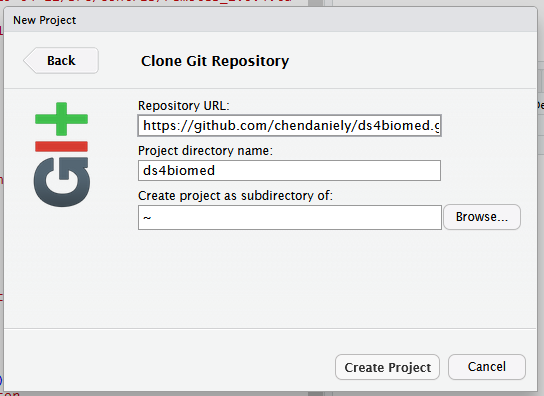 New Project
Back
Clone Git Repository
GIt
Repository URL:
https://github.com/chendaniely/ds4biomed.g
Project directory name:
ds4biomed
Create project as subdirectory of:
~
Browse...
Create Project
Cancel